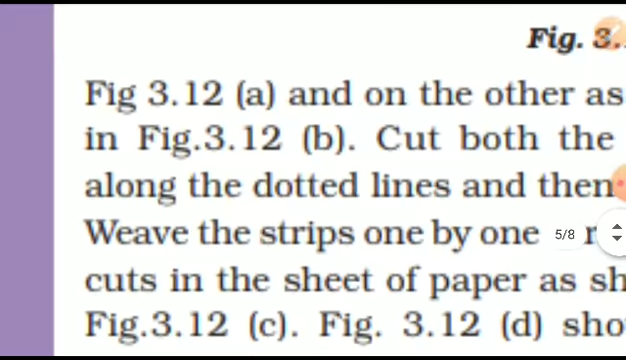 Fig. 3.
Fig 3.12 (a) and on the other as
in Fig.3.12 (b). Cut both the
along the dotted lines and then
Weave the strips one by one 5/8
cuts in the sheet of paper as sh
Fig.3.12 (c). Fig. 3.12 (d) sho